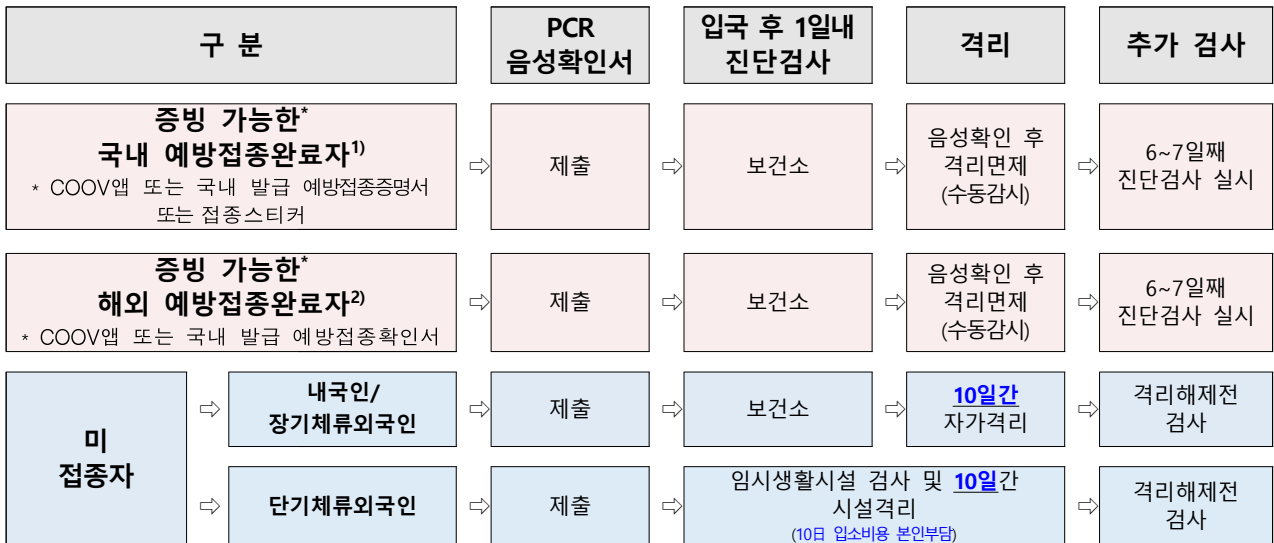 구 분
PCR
음성확인서
입국 후 1일내
진단검사
격리
추가 검사
증빙 가능한*
국내 예방접종완료자1)
* COOV앱 또는 국내 발급 예방접종증명서
또는 접종스티커
⇨
제출
⇨
보건소
⇨
음성확인 후
격리면제
(수동감시)
⇨
6~7일째
진단검사 실시
증빙 가능한*
해외 예방접종완료자2)
* COOV앱 또는 국내 발급 예방접종확인서
⇨
제출
⇨
보건소
⇨
음성확인 후
격리면제
(수동감시)
⇨
6~7일째
진단검사 실시
미
접종자
⇨
내국인/
장기체류외국인
⇨
제출
⇨
보건소
⇨
10일간
자가격리
⇨
격리해제전
검사
⇨
단기체류외국인
⇨
제출
⇨
임시생활시설 검사 및 10일간
시설격리
(10日 입소비용 본인부담)
⇨
격리해제전
검사